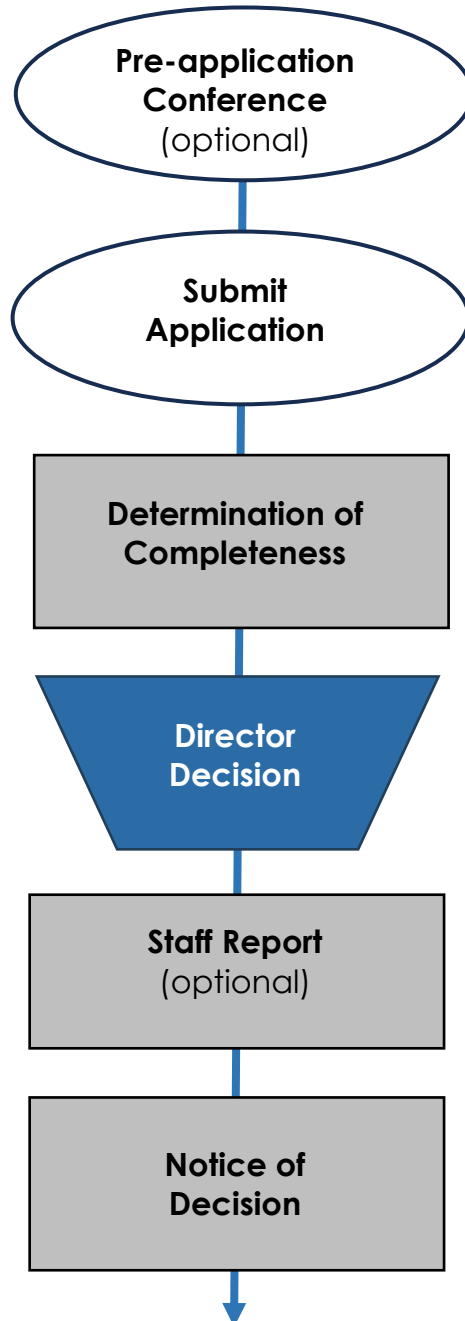 Pre-application
Conference
(optional)
Submit
Application
Determination of
Completeness
Director
Decision
Staff Report
(optional)
Notice of
Decision